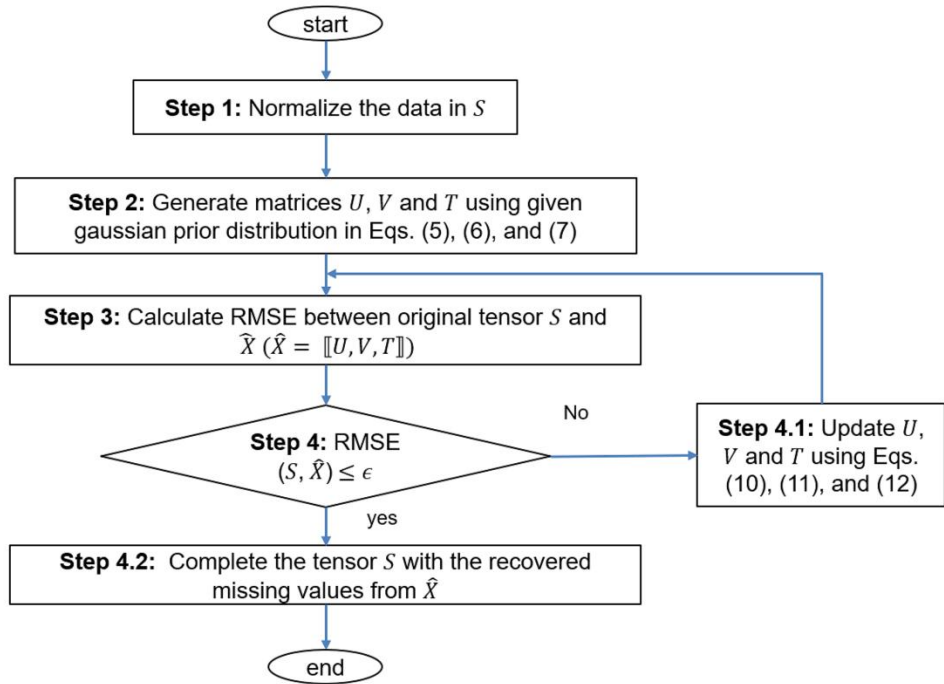 start
Step 1: Normalize the data in S
Step 2: Generate matrices U, V and T using given
gaussian prior distribution in Eqs. (5), (6), and (7)
Step 3: Calculate RMSE between original tensor S and
X̂ (X̂ = ⟦U,V,T⟧)
Step 4: RMSE
(S, X̂) ≤ ϵ
No
Step 4.1: Update U,
V and T using Eqs.
(10), (11), and (12)
yes
Step 4.2: Complete the tensor S with the recovered
missing values from X̂
end